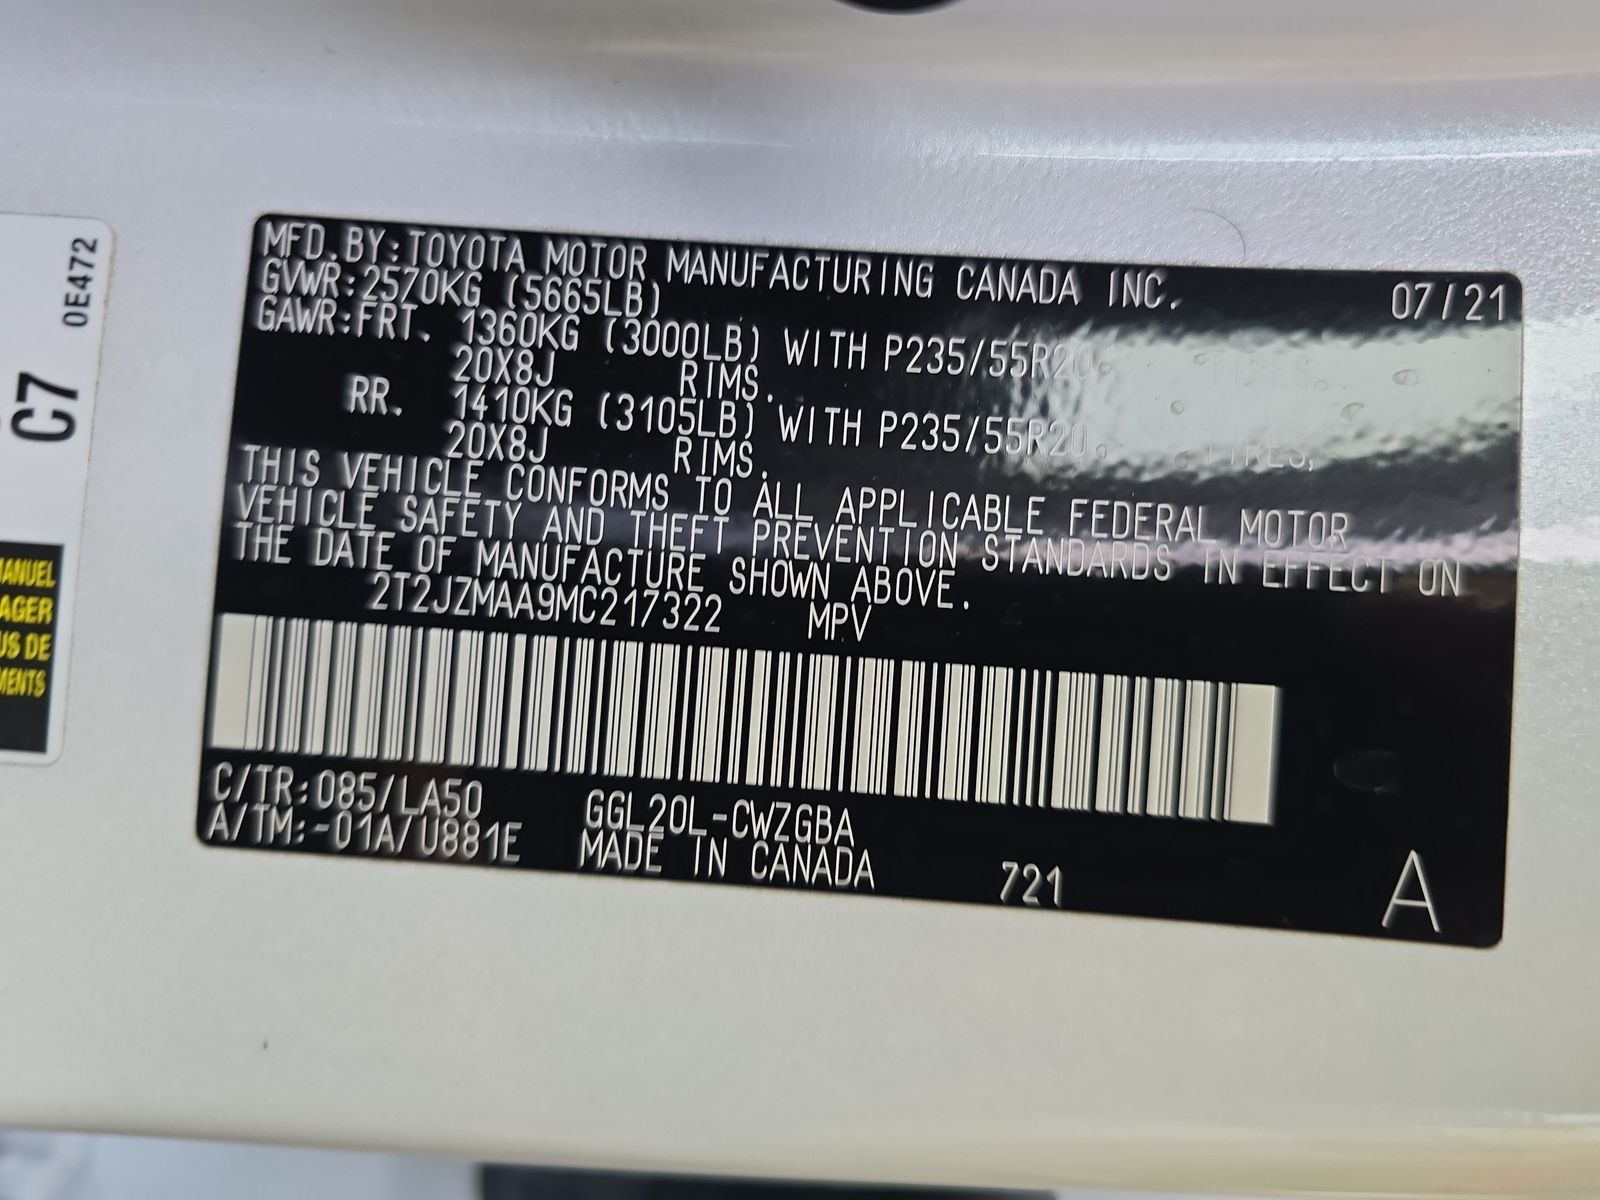 0E472
C7
MANUEL
AGER
US DE
MENTS
MFD. BY:TOYOTA MOTOR MANUFACTURING CANADA INC. 07/21
GVWR:2570KG (5665LB)
GAWR:FRT. 1360KG (3000LB) WITH P235/55R20 TIRES,
20X8J RIMS.
RR. 1410KG (3105LB) WITH P235/55R20 TIRES,
20X8J RIMS.
THIS VEHICLE CONFORMS TO ALL APPLICABLE FEDERAL MOTOR
VEHICLE SAFETY AND THEFT PREVENTION STANDARDS IN EFFECT ON
THE DATE OF MANUFACTURE SHOWN ABOVE.
2T2JZMAA9MC217322 MPV
C/TR:085/LA50 GGL20L-CWZGBA
A/TM:-01A/U881E MADE IN CANADA 721 A